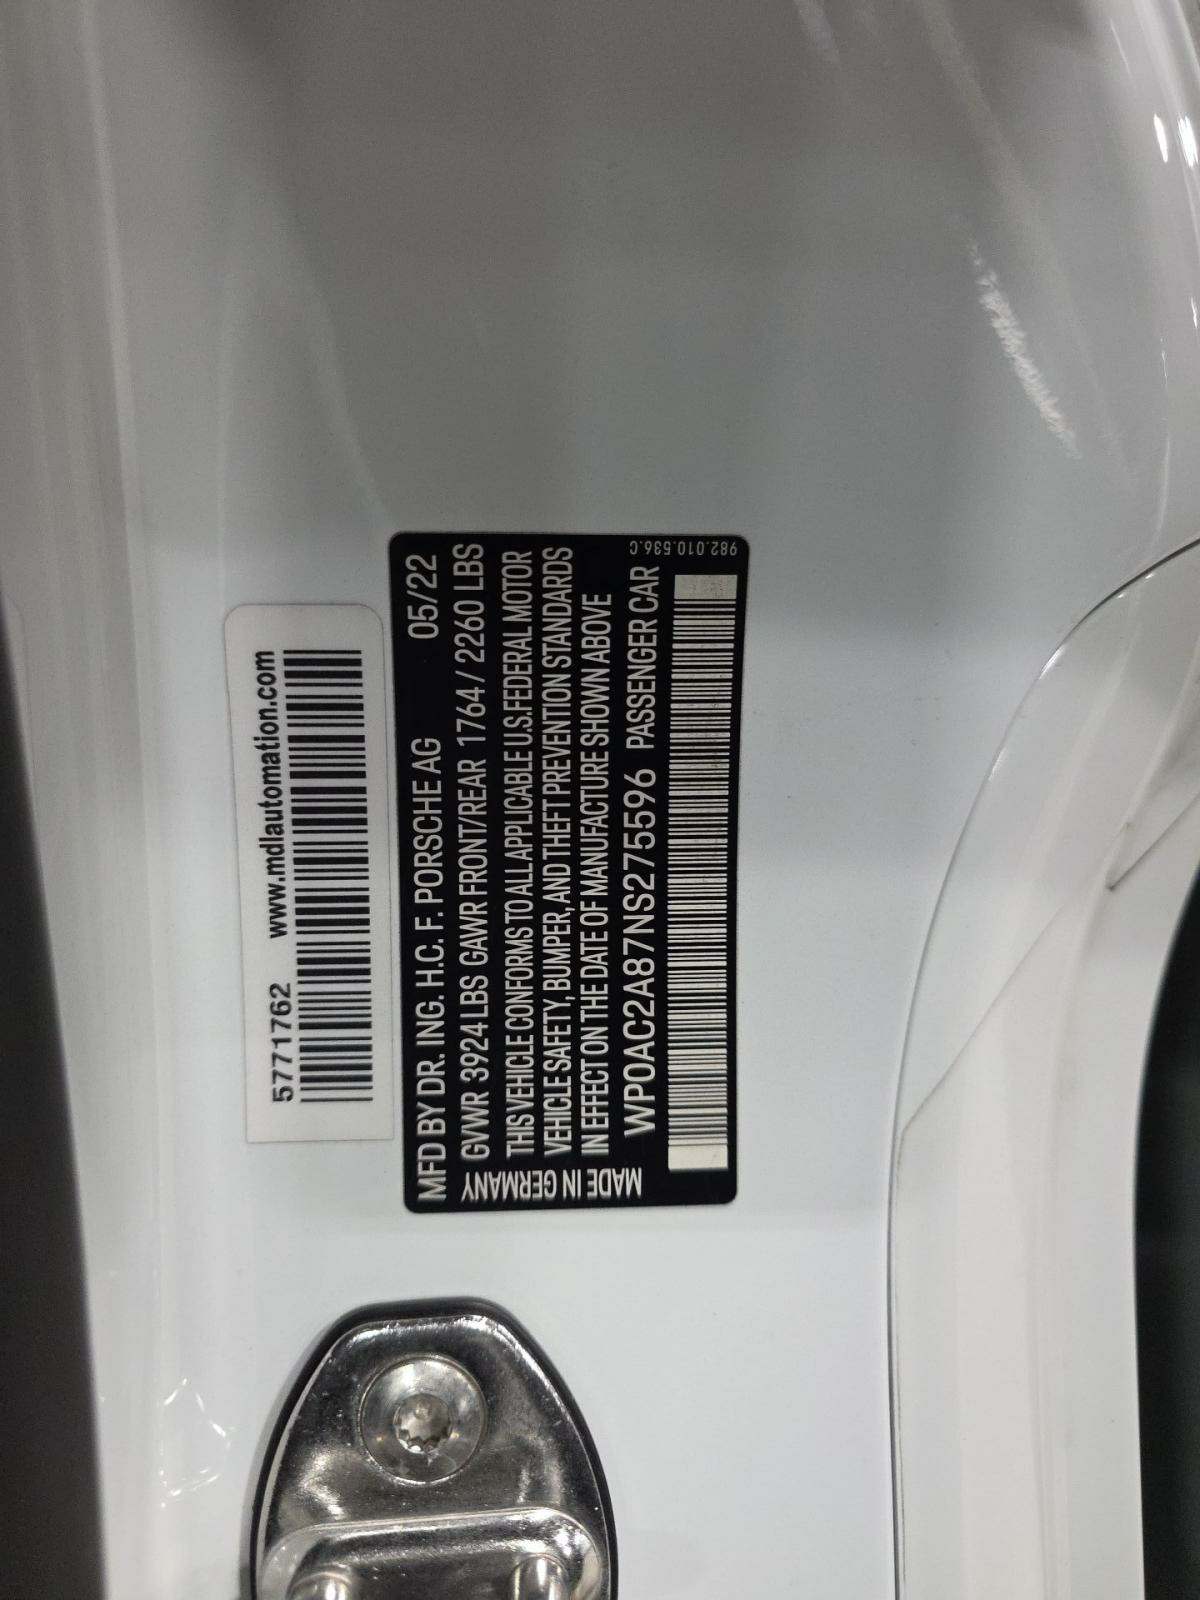 5771762 www.mdlautomation.com
MFD BY DR. ING. H.C. F. PORSCHE AG 05/22
GVWR 3924 LBS GAWR FRONT/REAR 1764 / 2260 LBS
THIS VEHICLE CONFORMS TO ALL APPLICABLE U.S. FEDERAL MOTOR
VEHICLE SAFETY, BUMPER, AND THEFT PREVENTION STANDARDS
IN EFFECT ON THE DATE OF MANUFACTURE SHOWN ABOVE
WP0AC2A87NS275596 PASSENGER CAR
MADE IN GERMANY
982.010.536.C